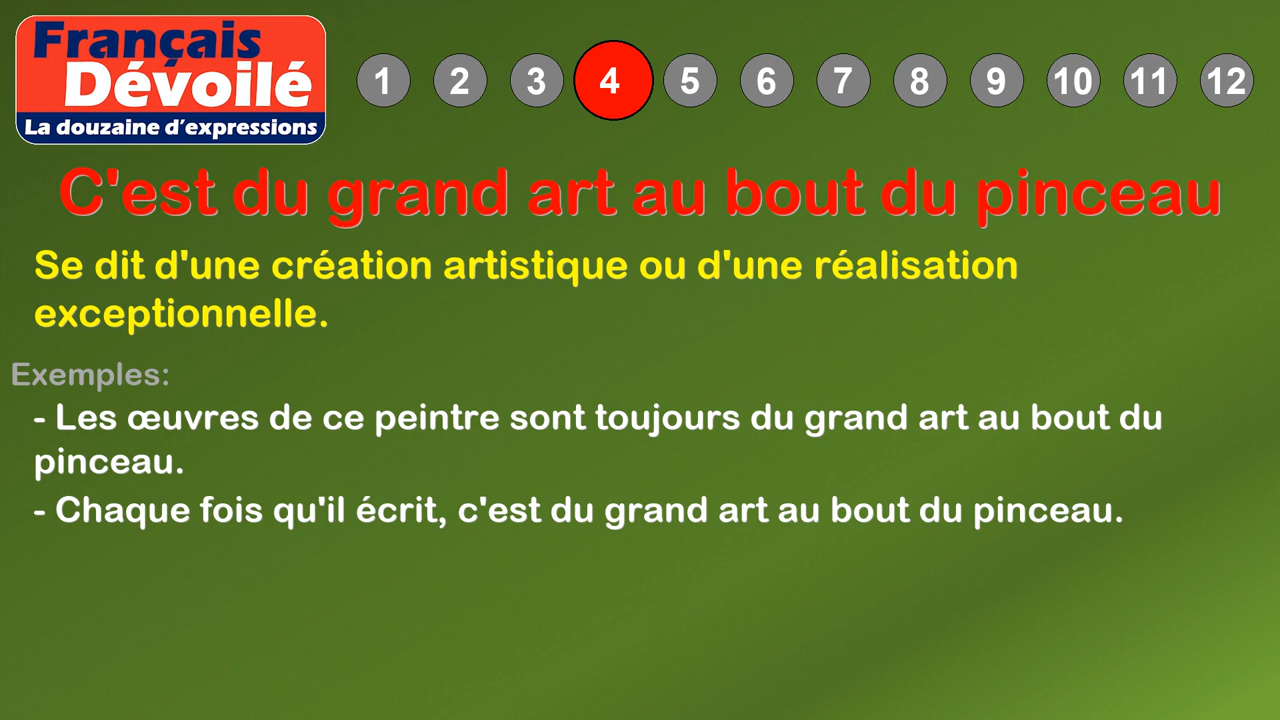 Français
Dévoilé
La douzaine d'expressions
1 2 3 4 5 6 7 8 9 10 11 12
C'est du grand art au bout du pinceau
Se dit d'une création artistique ou d'une réalisation
exceptionnelle.
Exemples:
- Les œuvres de ce peintre sont toujours du grand art au bout du
pinceau.
- Chaque fois qu'il écrit, c'est du grand art au bout du pinceau.